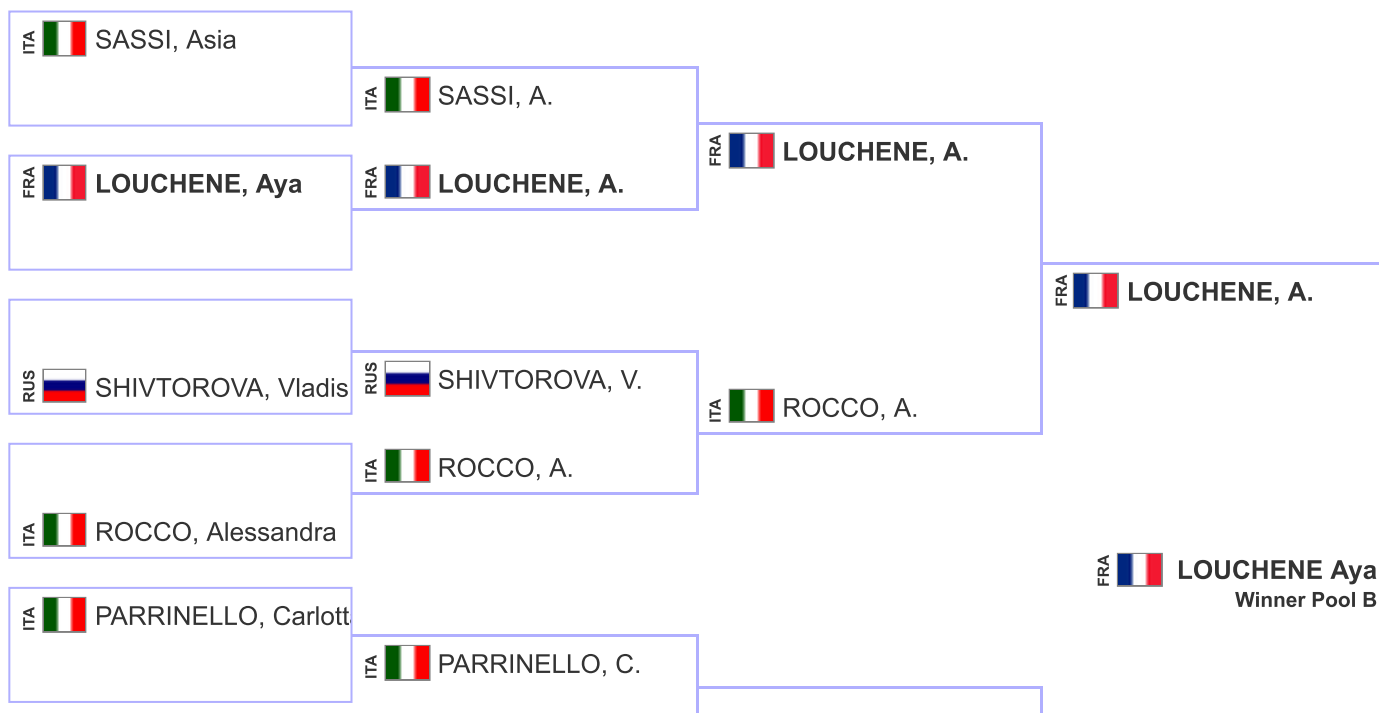 ITA SASSI, Asia
ITA SASSI, A.
FRA LOUCHENE, A.
FRA LOUCHENE, Aya
FRA LOUCHENE, A.
FRA LOUCHENE, A.
RUS SHIVTOROVA, Vladis
RUS SHIVTOROVA, V.
ITA ROCCO, A.
ITA ROCCO, A.
ITA ROCCO, Alessandra
FRA LOUCHENE Aya
Winner Pool B
ITA PARRINELLO, Carlotta
ITA PARRINELLO, C.